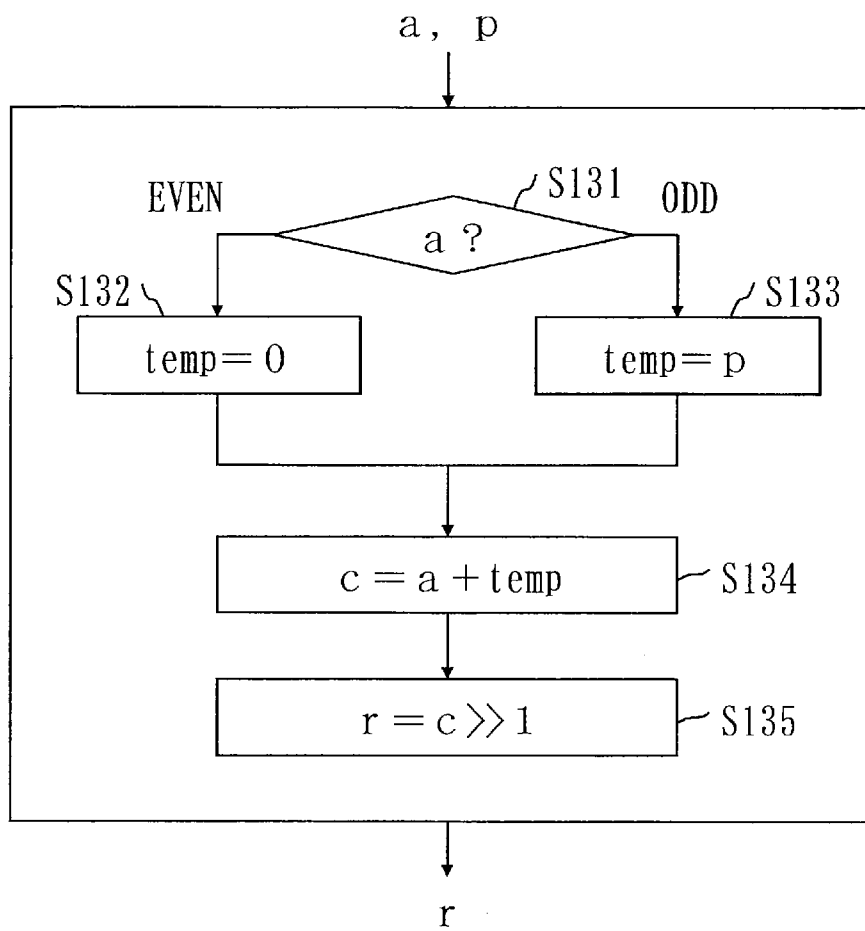 a, p
S131
EVEN
ODD
a ?
S132
S133
temp=0
temp=p
c=a+temp
S134
r=c>>1
S135
r